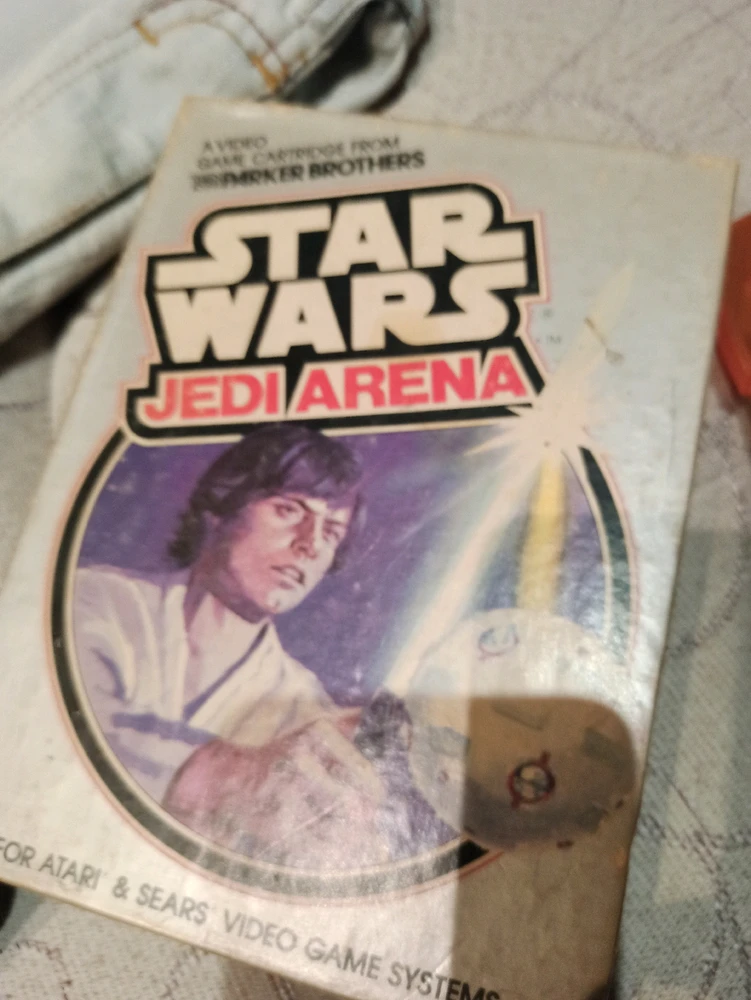 A VIDEO
GAME CARTRIDGE FROM
PARKER BROTHERS
STAR
WARS
JEDI ARENA
FOR ATARI & SEARS VIDEO GAME SYSTEMS